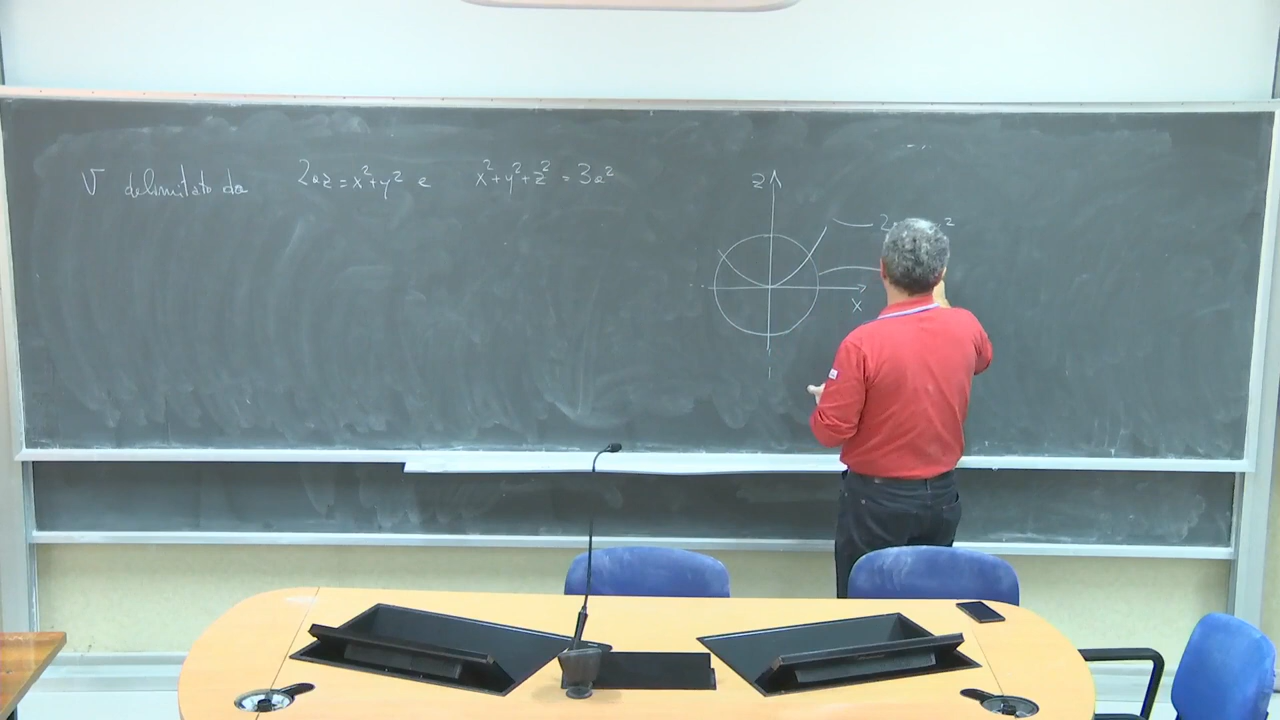 V delimitato da 2az = x²+y² e x²+y²+z² = 3a²
z
x